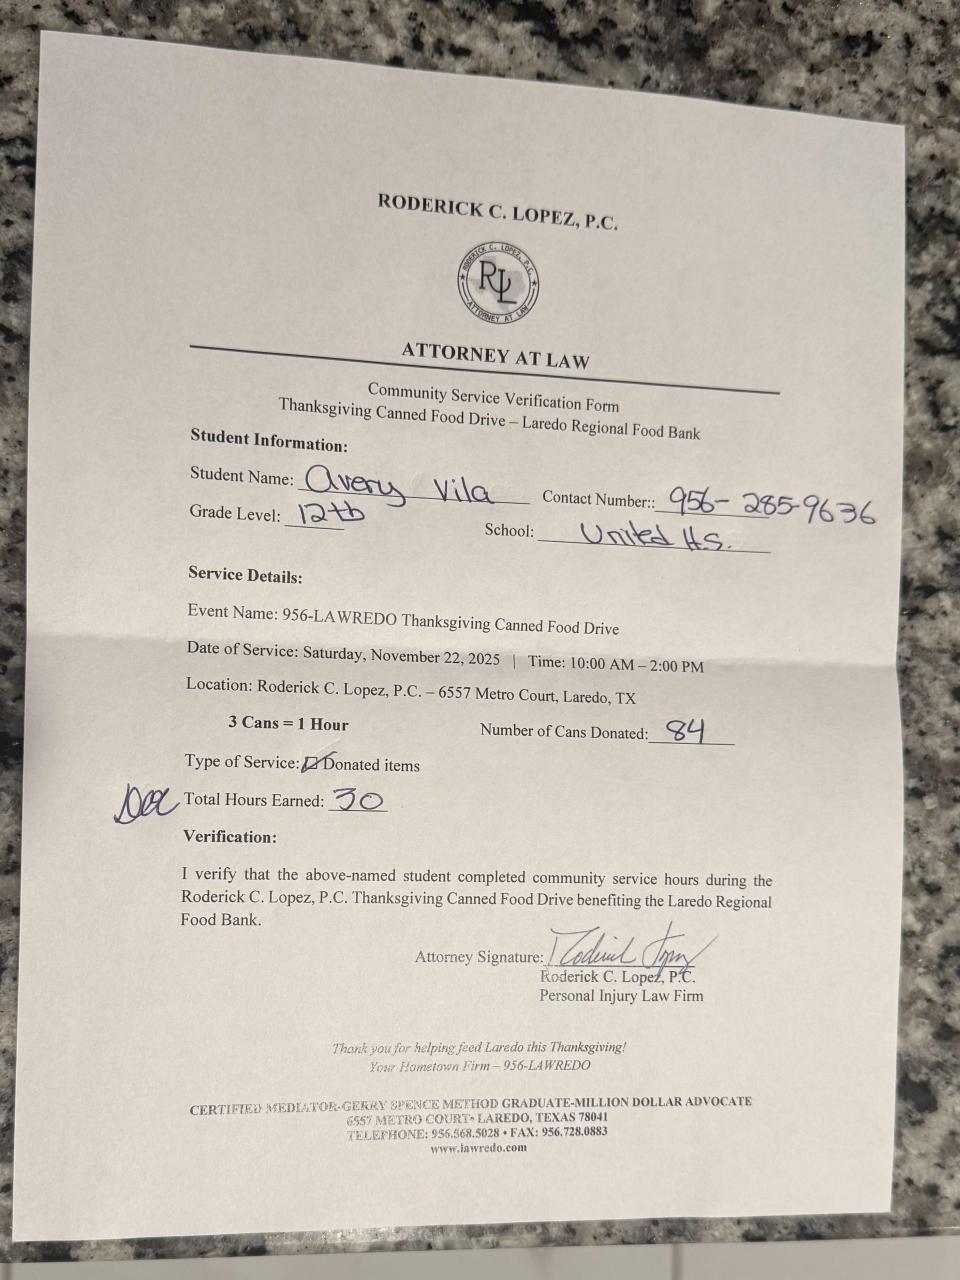 RODERICK C. LOPEZ, P.C.
RODERICK C. LOPEZ, P.C.
RL
ATTORNEY AT LAW
ATTORNEY AT LAW
Community Service Verification Form
Thanksgiving Canned Food Drive – Laredo Regional Food Bank
Student Information:
Student Name: Avery Vila Contact Number:: 956-285-9636
Grade Level: 12th School: United H.S.
Service Details:
Event Name: 956-LAWREDO Thanksgiving Canned Food Drive
Date of Service: Saturday, November 22, 2025 | Time: 10:00 AM – 2:00 PM
Location: Roderick C. Lopez, P.C. – 6557 Metro Court, Laredo, TX
3 Cans = 1 Hour Number of Cans Donated: 84
Type of Service: Donated items
Total Hours Earned: 30
Verification:
I verify that the above-named student completed community service hours during the
Roderick C. Lopez, P.C. Thanksgiving Canned Food Drive benefiting the Laredo Regional
Food Bank.
Attorney Signature: Roderick Lopez
Roderick C. Lopez, P.C.
Personal Injury Law Firm
Thank you for helping feed Laredo this Thanksgiving!
Your Hometown Firm – 956-LAWREDO
CERTIFIED MEDIATOR-GERRY SPENCE METHOD GRADUATE-MILLION DOLLAR ADVOCATE
6557 METRO COURT• LAREDO, TEXAS 78041
TELEPHONE: 956.568.5028 • FAX: 956.728.0883
www.lawredo.com